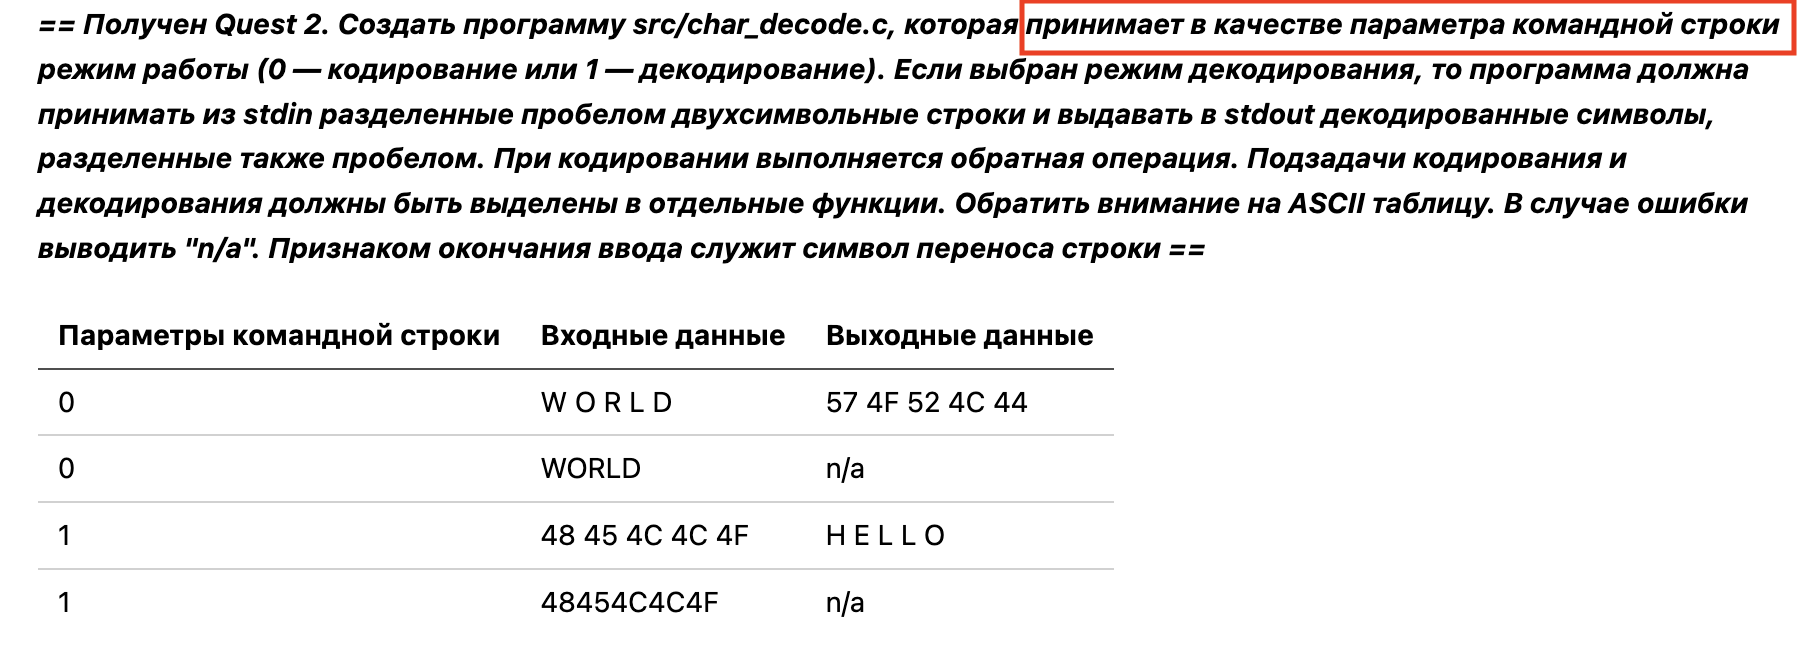 == Получен Quest 2. Создать программу src/char_decode.c, которая принимает в качестве параметра командной строки
режим работы (0 — кодирование или 1 — декодирование). Если выбран режим декодирования, то программа должна
принимать из stdin разделенные пробелом двухсимвольные строки и выдавать в stdout декодированные символы,
разделенные также пробелом. При кодировании выполняется обратная операция. Подзадачи кодирования и
декодирования должны быть выделены в отдельные функции. Обратить внимание на ASCII таблицу. В случае ошибки
выводить "n/a". Признаком окончания ввода служит символ переноса строки ==
Параметры командной строки Входные данные Выходные данные
0 W O R L D 57 4F 52 4C 44
0 WORLD n/a
1 48 45 4C 4C 4F H E L L O
1 48454C4C4F n/a